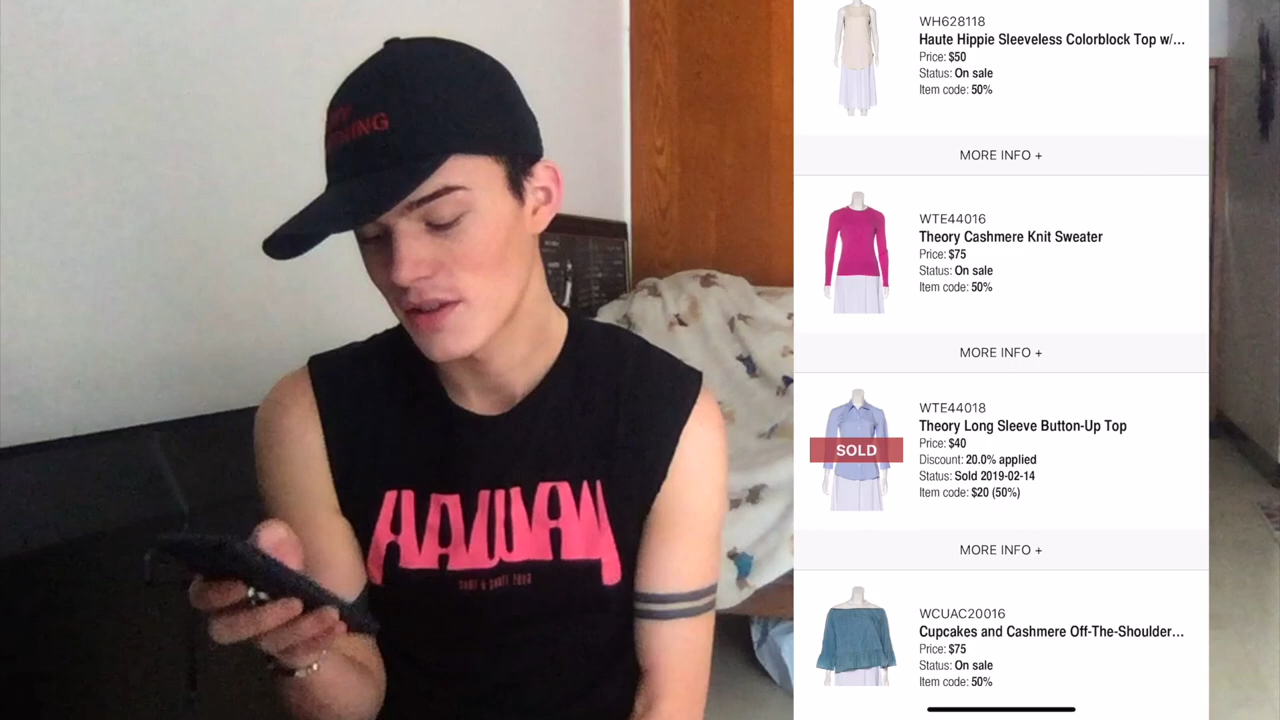 HAWAII
WH628118
Haute Hippie Sleeveless Colorblock Top w/...
Price: $50
Status: On sale
Item code: 50%
MORE INFO +
WTE44016
Theory Cashmere Knit Sweater
Price: $75
Status: On sale
Item code: 50%
MORE INFO +
SOLD
WTE44018
Theory Long Sleeve Button-Up Top
Price: $40
Discount: 20.0% applied
Status: Sold 2019-02-14
Item code: $20 (50%)
MORE INFO +
WCUAC20016
Cupcakes and Cashmere Off-The-Shoulder...
Price: $75
Status: On sale
Item code: 50%